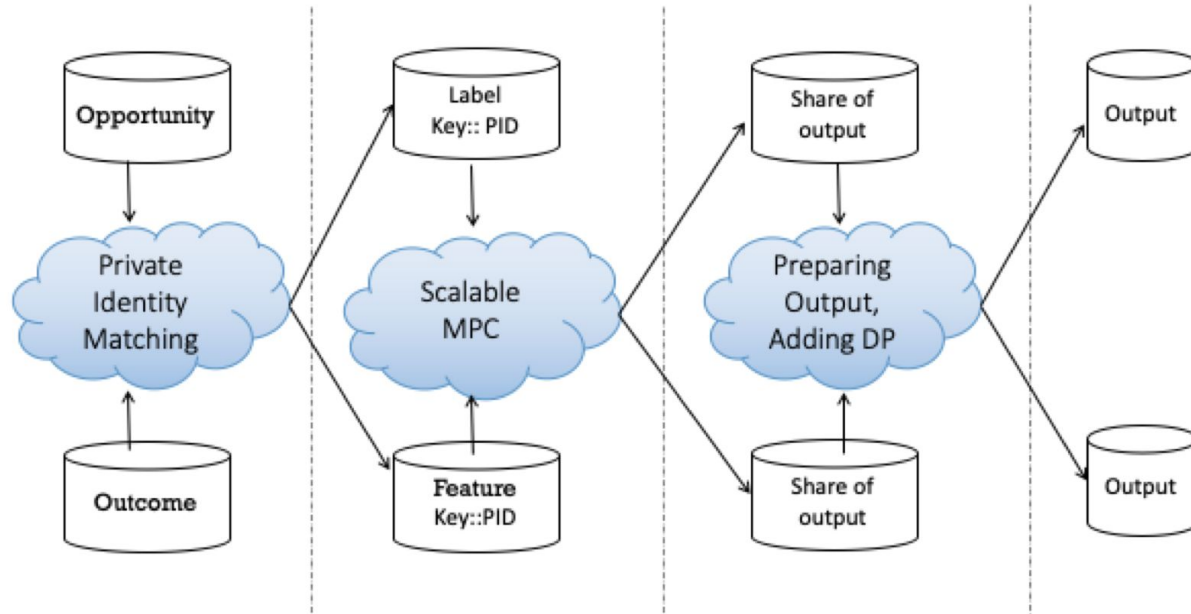 Opportunity
Private
Identity
Matching
Outcome
Label
Key:: PID
Scalable
MPC
Feature
Key::PID
Share of
output
Preparing
Output,
Adding DP
Share of
output
Output
Output